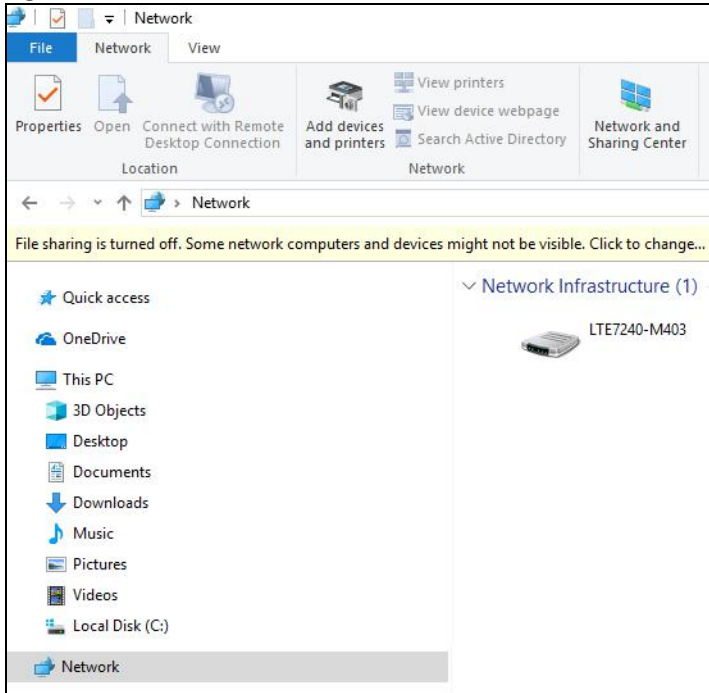 Network
File Network View
Properties
Open
Connect with Remote
Desktop Connection
Location
Add devices
and printers
View printers
View device webpage
Search Active Directory
Network
Network and
Sharing Center
Network
File sharing is turned off. Some network computers and devices might not be visible. Click to change...
Quick access
OneDrive
This PC
3D Objects
Desktop
Documents
Downloads
Music
Pictures
Videos
Local Disk (C:)
Network
Network Infrastructure (1)
LTE7240-M403